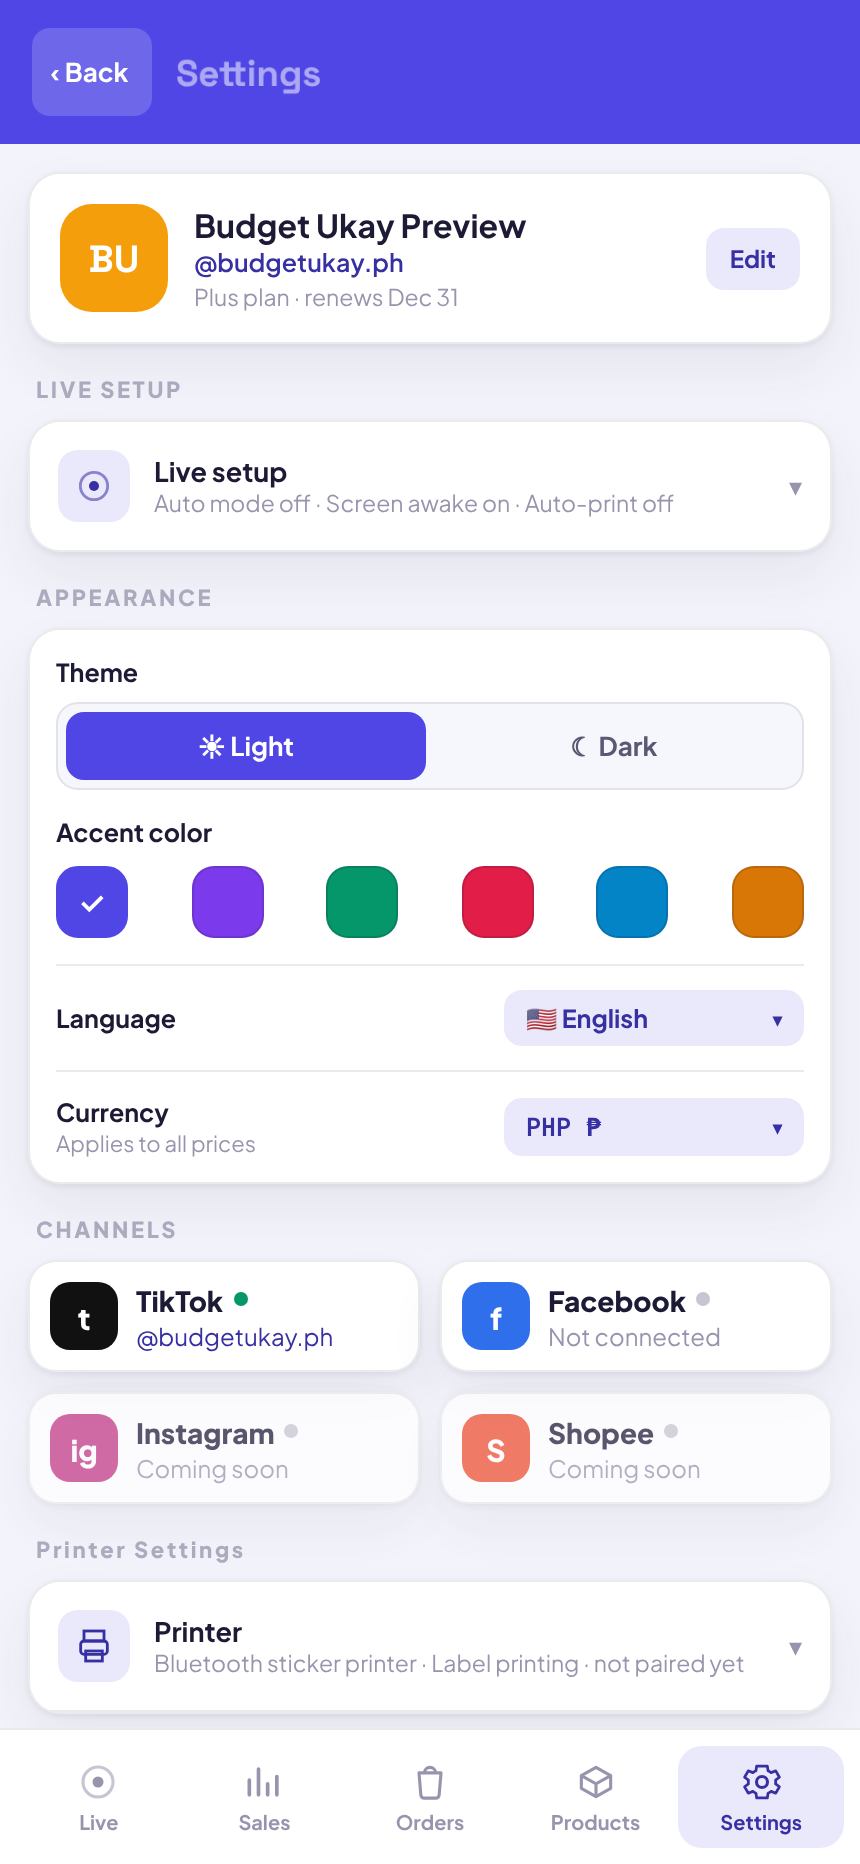 ‹ Back
Settings
BU
Budget Ukay Preview
@budgetukay.ph
Plus plan · renews Dec 31
Edit
LIVE SETUP
Live setup
Auto mode off · Screen awake on · Auto-print off
▾
APPEARANCE
Theme
☀ Light
☾ Dark
Accent color
✓
Language
🇺🇸 English ▾
Currency
Applies to all prices
PHP ₱ ▾
CHANNELS
t
TikTok
@budgetukay.ph
f
Facebook
Not connected
ig
Instagram
Coming soon
S
Shopee
Coming soon
Printer Settings
Printer
Bluetooth sticker printer · Label printing · not paired yet
▾
Live
Sales
Orders
Products
Settings